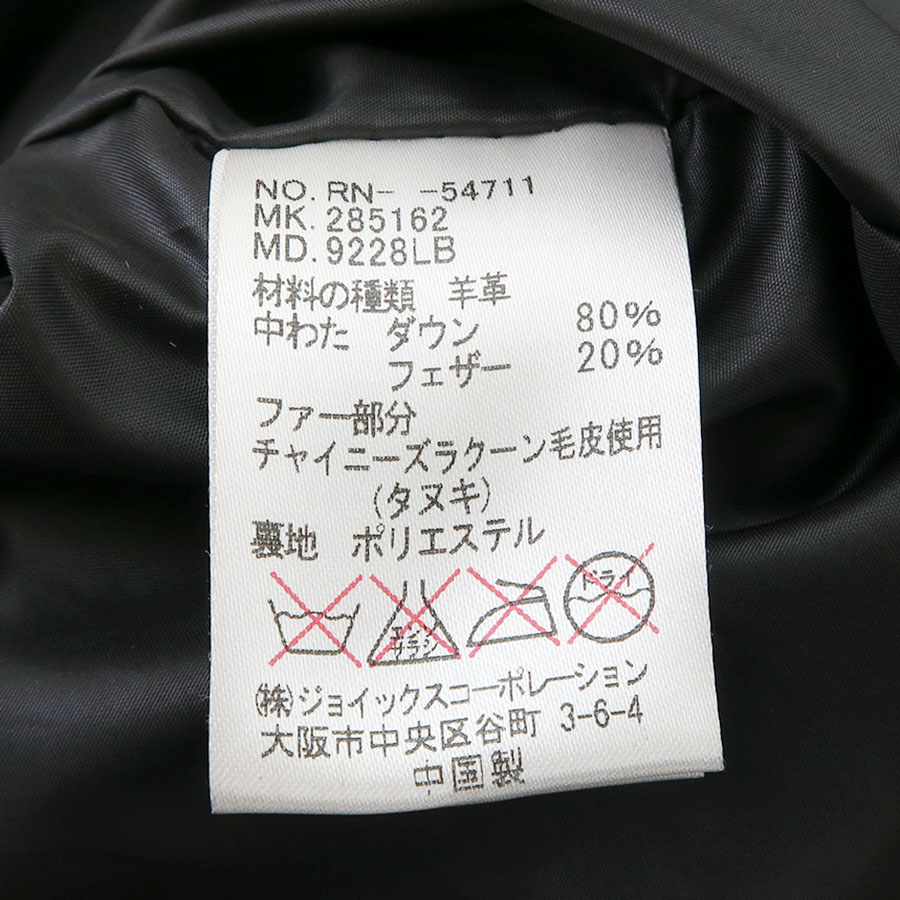 NO. RN- -54711
MK. 285162
MD. 9228LB
材料の種類 羊革
中わた ダウン 80%
フェザー 20%
ファー部分
チャイニーズラクーン毛皮使用
(タヌキ)
裏地 ポリエステル
エンソ サラシ ドライ
(株)ジョイックスコーポレーション
大阪市中央区谷町 3-6-4
中国製